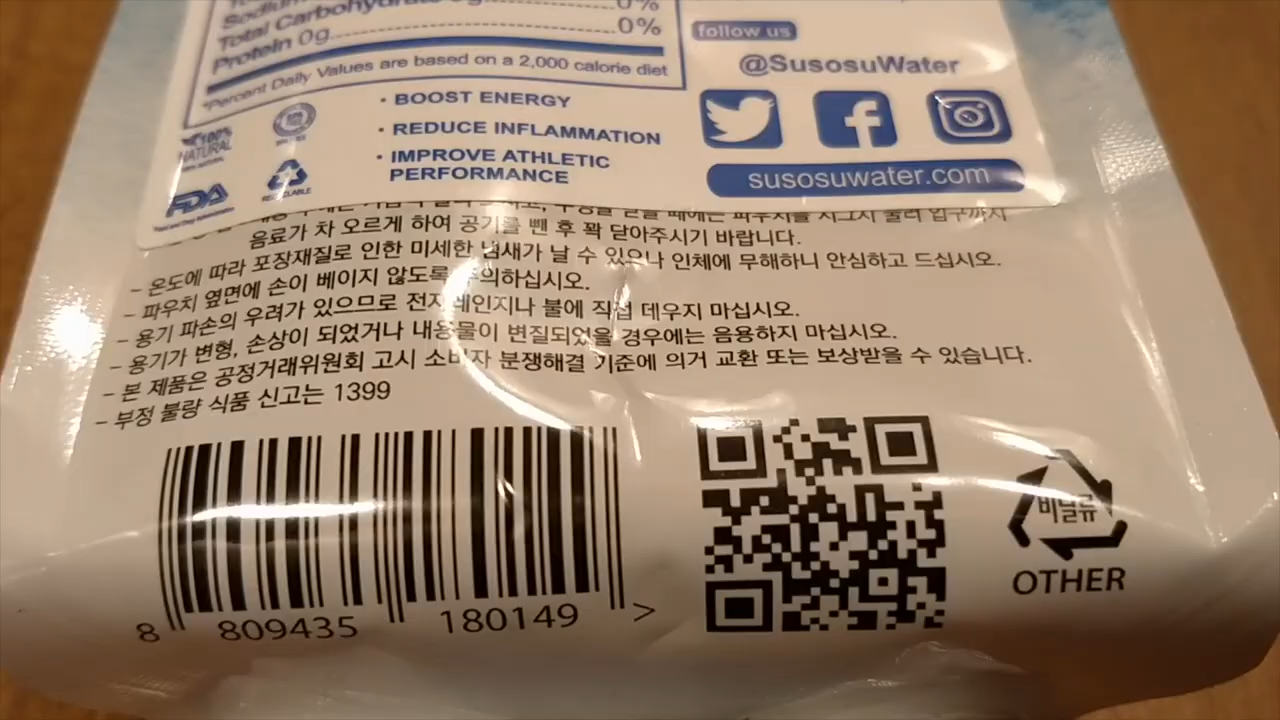 Sodium
0%
Total Carbohydrate
0%
Protein 0g
*Percent Daily Values are based on a 2,000 calorie diet
100%
NATURAL
FDA
• BOOST ENERGY
• REDUCE INFLAMMATION
• IMPROVE ATHLETIC
PERFORMANCE
follow us
@SusosuWater
susosuwater.com
음료가 차 오르게 하여 공기를 뺀 후 꽉 닫아주시기 바랍니다.
- 온도에 따라 포장재질로 인한 미세한 냄새가 날 수 있으나 인체에 무해하니 안심하고 드십시오.
- 파우치 옆면에 손이 베이지 않도록 주의하십시오.
- 용기 파손의 우려가 있으므로 전자레인지나 불에 직접 데우지 마십시오.
- 용기가 변형, 손상이 되었거나 내용물이 변질되었을 경우에는 음용하지 마십시오.
- 본 제품은 공정거래위원회 고시 소비자 분쟁해결 기준에 의거 교환 또는 보상받을 수 있습니다.
- 부정 불량 식품 신고는 1399
8 809435 180149 >
비닐류
OTHER